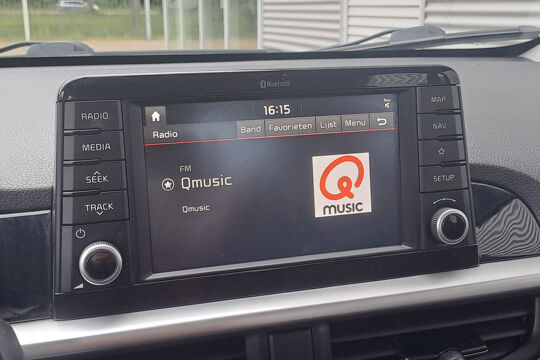 Bluetooth
16:15
Radio Band Favorieten Lijst Menu
FM
Qmusic
Qmusic
Q
MUSIC
RADIO
MEDIA
SEEK
TRACK
MAP
NAV
SETUP